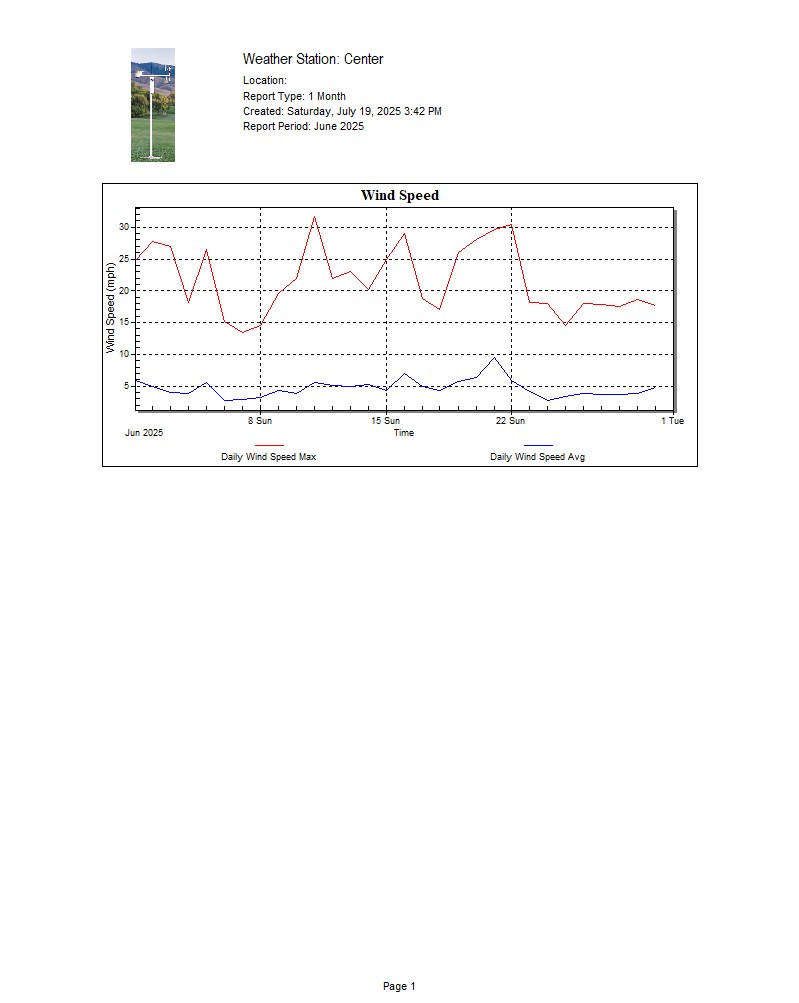 Weather Station: Center
Location:
Report Type: 1 Month
Created: Saturday, July 19, 2025 3:42 PM
Report Period: June 2025
Wind Speed
Wind Speed (mph)
30
25
20
15
10
5
8 Sun 15 Sun 22 Sun 1 Tue
Jun 2025 Time
Daily Wind Speed Max Daily Wind Speed Avg
Page 1